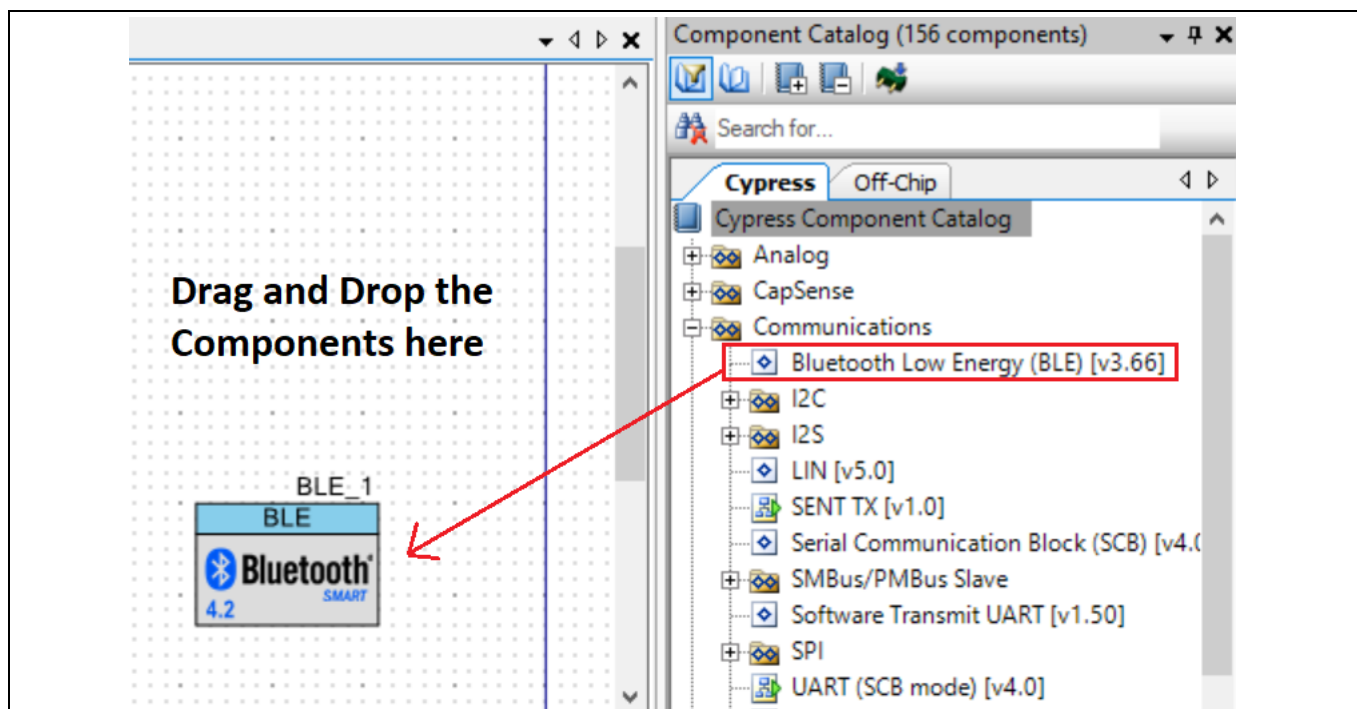 Component Catalog (156 components)
Search for...
Cypress
Off-Chip
Cypress Component Catalog
Analog
CapSense
Communications
Bluetooth Low Energy (BLE) [v3.66]
I2C
I2S
LIN [v5.0]
SENT TX [v1.0]
Serial Communication Block (SCB) [v4.0
SMBus/PMBus Slave
Software Transmit UART [v1.50]
SPI
UART (SCB mode) [v4.0]
Drag and Drop the
Components here
BLE_1
BLE
Bluetooth®
SMART
4.2